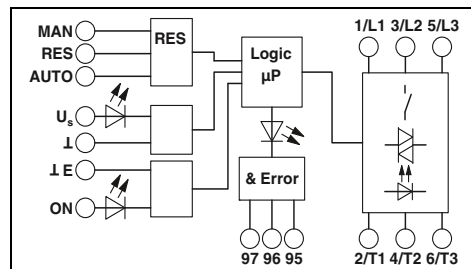 MAN
RES
AUTO
RES
Us
⊥
⊥ E
ON
Logic
µP
& Error
97 96 95
1/L1 3/L2 5/L3
2/T1 4/T2 6/T3